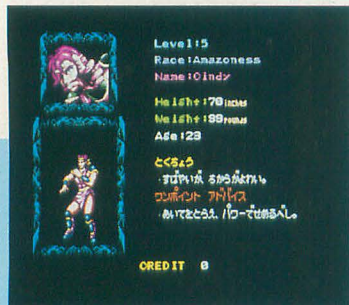 Level:5
Race:Amazoness
Name:Cindy
Height:70 inches
Weight:99 pounds
Age:23
とくちょう
・すばやいが、ちからがよわい。
ワンポイント アドバイス
・あいてをとらえ、パワーでせめるべし。
CREDIT 0